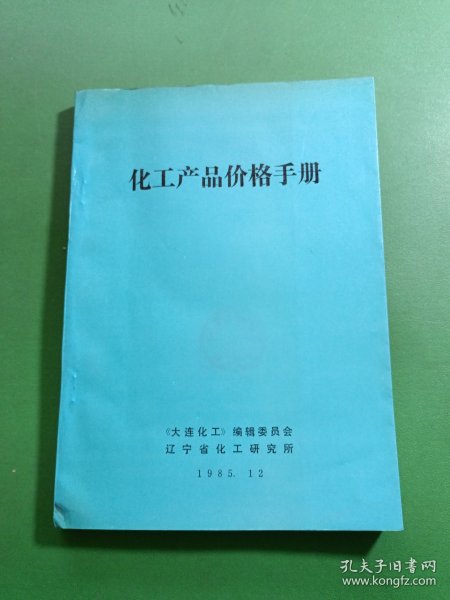 化工产品价格手册
《大连化工》编辑委员会
辽宁省化工研究所
1985.12
孔夫子旧书网
www.kongfz.com